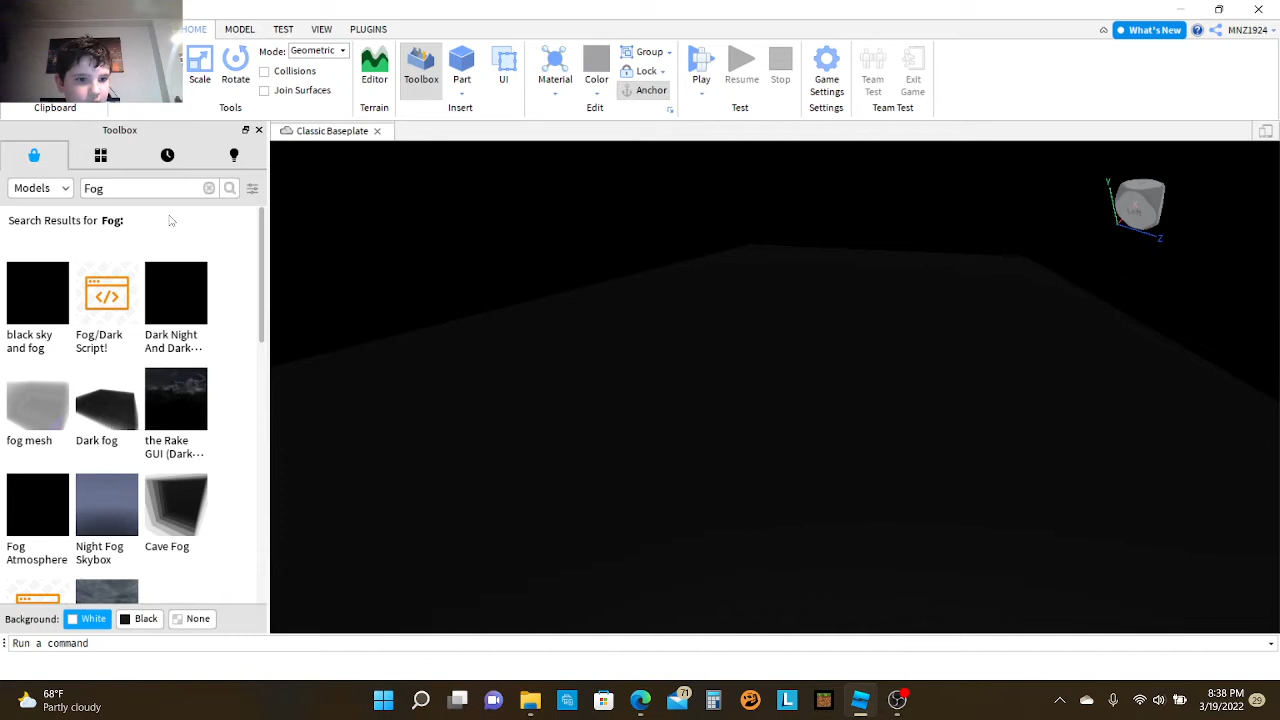 HOME MODEL TEST VIEW PLUGINS
What's New
MNZ1924
Scale
Rotate
Mode: Geometric
Collisions
Join Surfaces
Editor
Toolbox
Part
UI
Material
Color
Group
Lock
Anchor
Play
Resume
Stop
Game Settings
Team Test
Exit Game
Clipboard
Tools
Terrain
Insert
Edit
Test
Settings
Team Test
Toolbox
Classic Baseplate
Models
Fog
Search Results for Fog:
black sky and fog
Fog/Dark Script!
Dark Night And Dark...
fog mesh
Dark fog
the Rake GUI (Dark...
Fog Atmosphere
Night Fog Skybox
Cave Fog
Y
Left
Z
Background: White Black None
Run a command
68°F
Partly cloudy
71
8:38 PM
3/19/2022
29